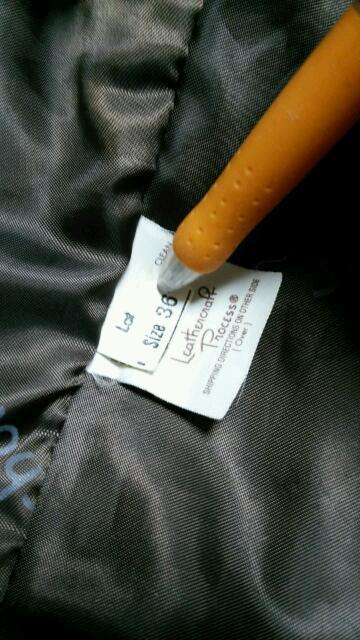 Lot
Size 36
CLEAN
Leathercraft
Process®
SHIPPING DIRECTIONS ON OTHER SIDE
(Over)